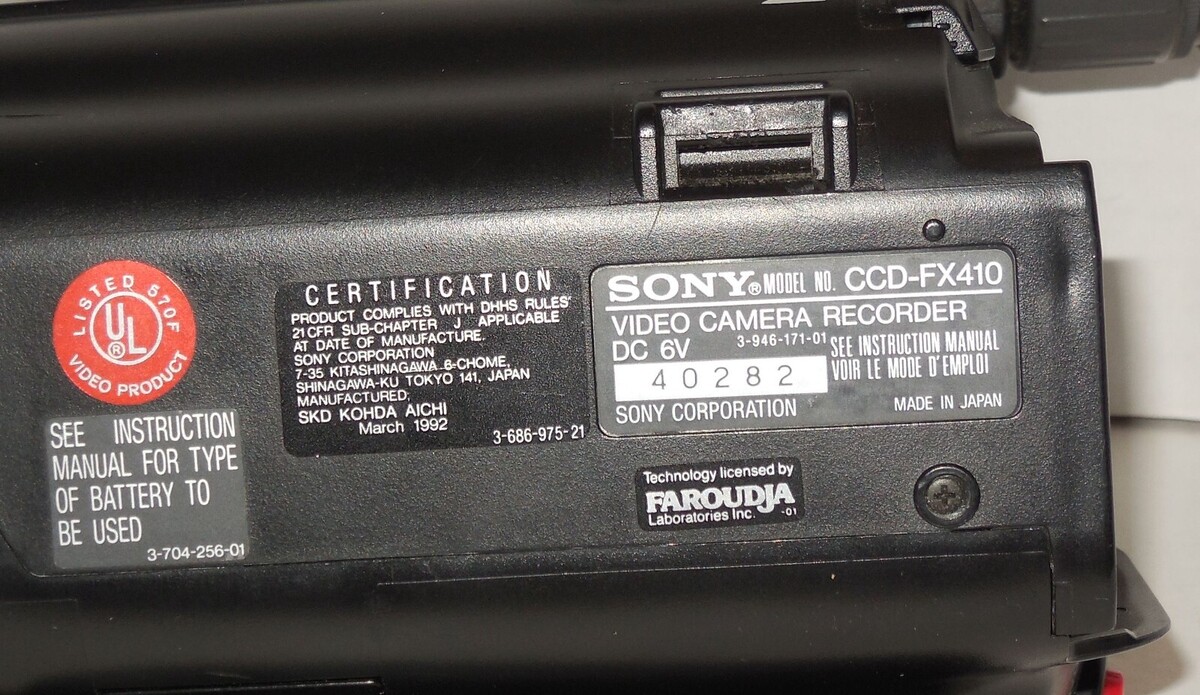 LISTED 570F
UL®
VIDEO PRODUCT
SEE INSTRUCTION
MANUAL FOR TYPE
OF BATTERY TO
BE USED
3-704-256-01
CERTIFICATION
PRODUCT COMPLIES WITH DHHS RULES
21 CFR SUB-CHAPTER J APPLICABLE
AT DATE OF MANUFACTURE.
SONY CORPORATION
7-35 KITASHINAGAWA 6-CHOME,
SHINAGAWA-KU TOKYO 141, JAPAN
MANUFACTURED,
SKD KOHDA AICHI
March 1992
3-686-975-21
SONY® MODEL NO. CCD-FX410
VIDEO CAMERA RECORDER
DC 6V 3-946-171-01 SEE INSTRUCTION MANUAL
VOIR LE MODE D'EMPLOI
40282
SONY CORPORATION MADE IN JAPAN
Technology licensed by
FAROUDJA
Laboratories Inc. -01